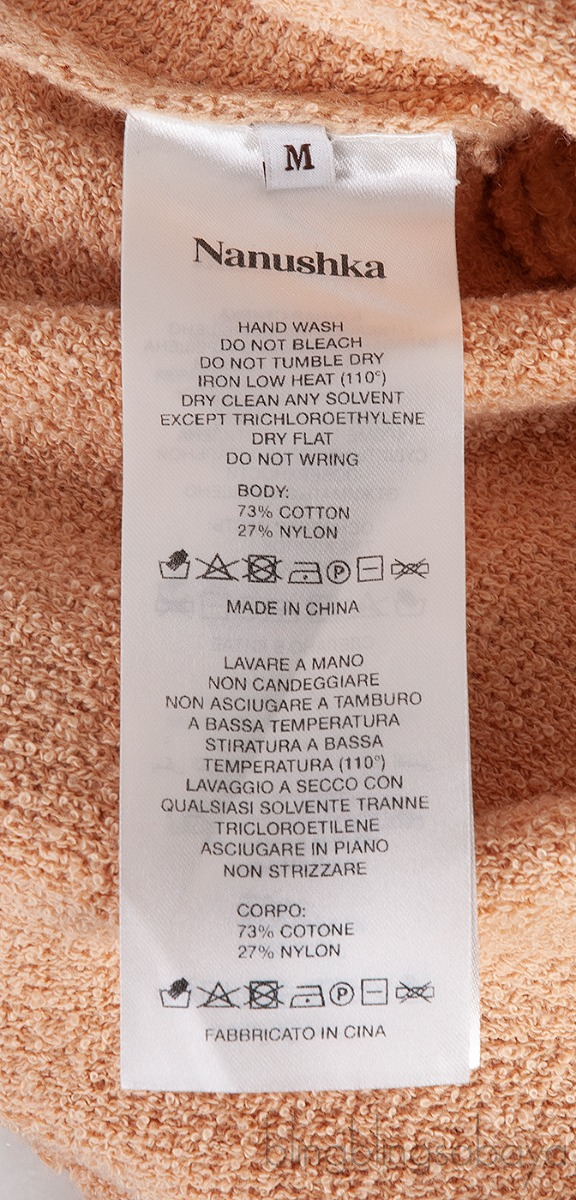 M
Nanushka
HAND WASH
DO NOT BLEACH
DO NOT TUMBLE DRY
IRON LOW HEAT (110°)
DRY CLEAN ANY SOLVENT
EXCEPT TRICHLOROETHYLENE
DRY FLAT
DO NOT WRING
BODY:
73% COTTON
27% NYLON
P
MADE IN CHINA
LAVARE A MANO
NON CANDEGGIARE
NON ASCIUGARE A TAMBURO
A BASSA TEMPERATURA
STIRATURA A BASSA
TEMPERATURA (110°)
LAVAGGIO A SECCO CON
QUALSIASI SOLVENTE TRANNE
TRICLOROETILENE
ASCIUGARE IN PIANO
NON STRIZZARE
CORPO:
73% COTONE
27% NYLON
P
FABBRICATO IN CINA